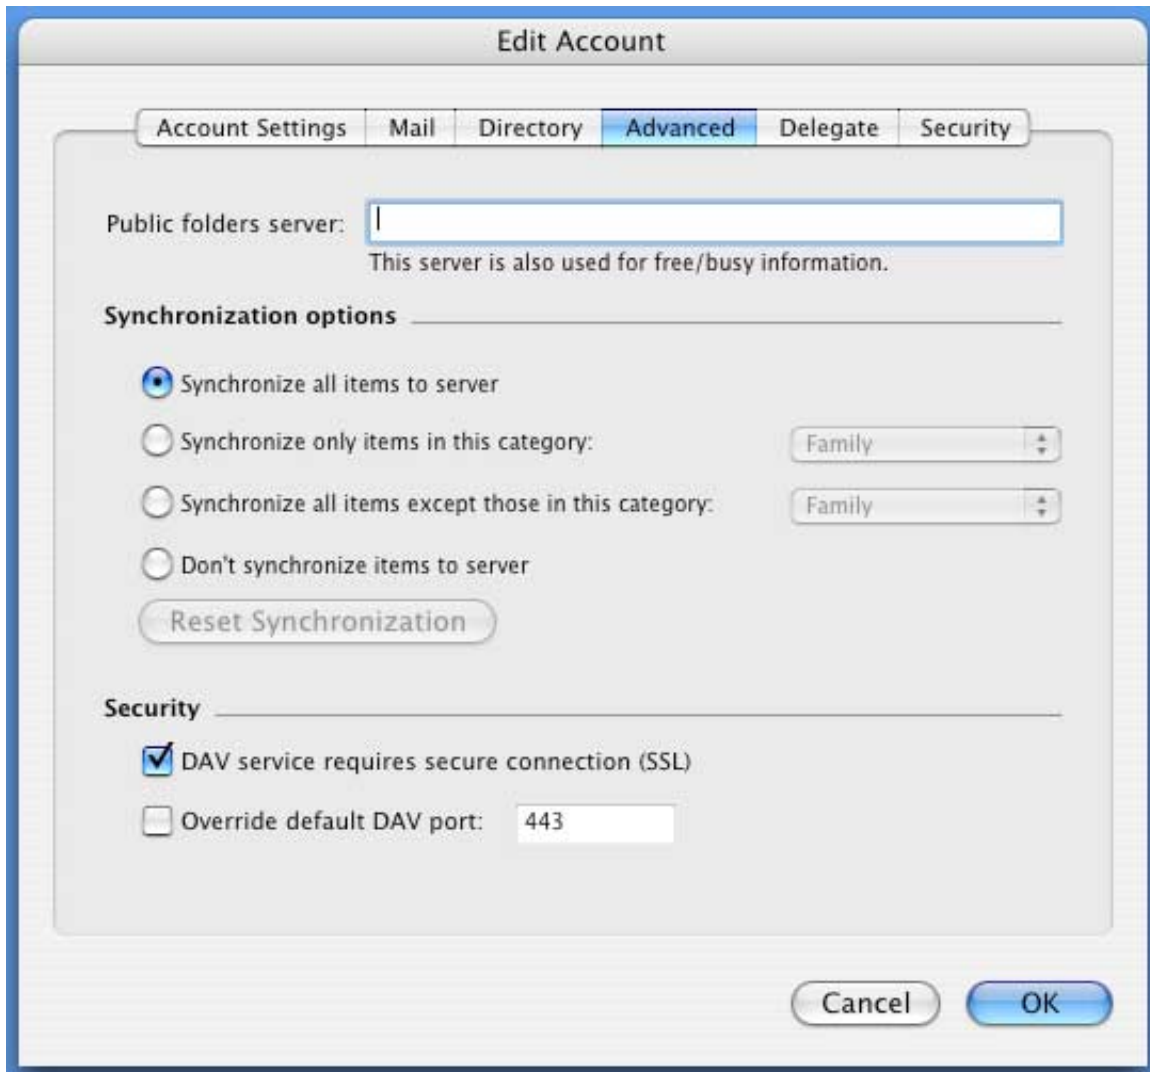 Edit Account
Account Settings Mail Directory Advanced Delegate Security
Public folders server:
This server is also used for free/busy information.
Synchronization options
Synchronize all items to server
Synchronize only items in this category: Family
Synchronize all items except those in this category: Family
Don't synchronize items to server
Reset Synchronization
Security
DAV service requires secure connection (SSL)
Override default DAV port: 443
Cancel OK